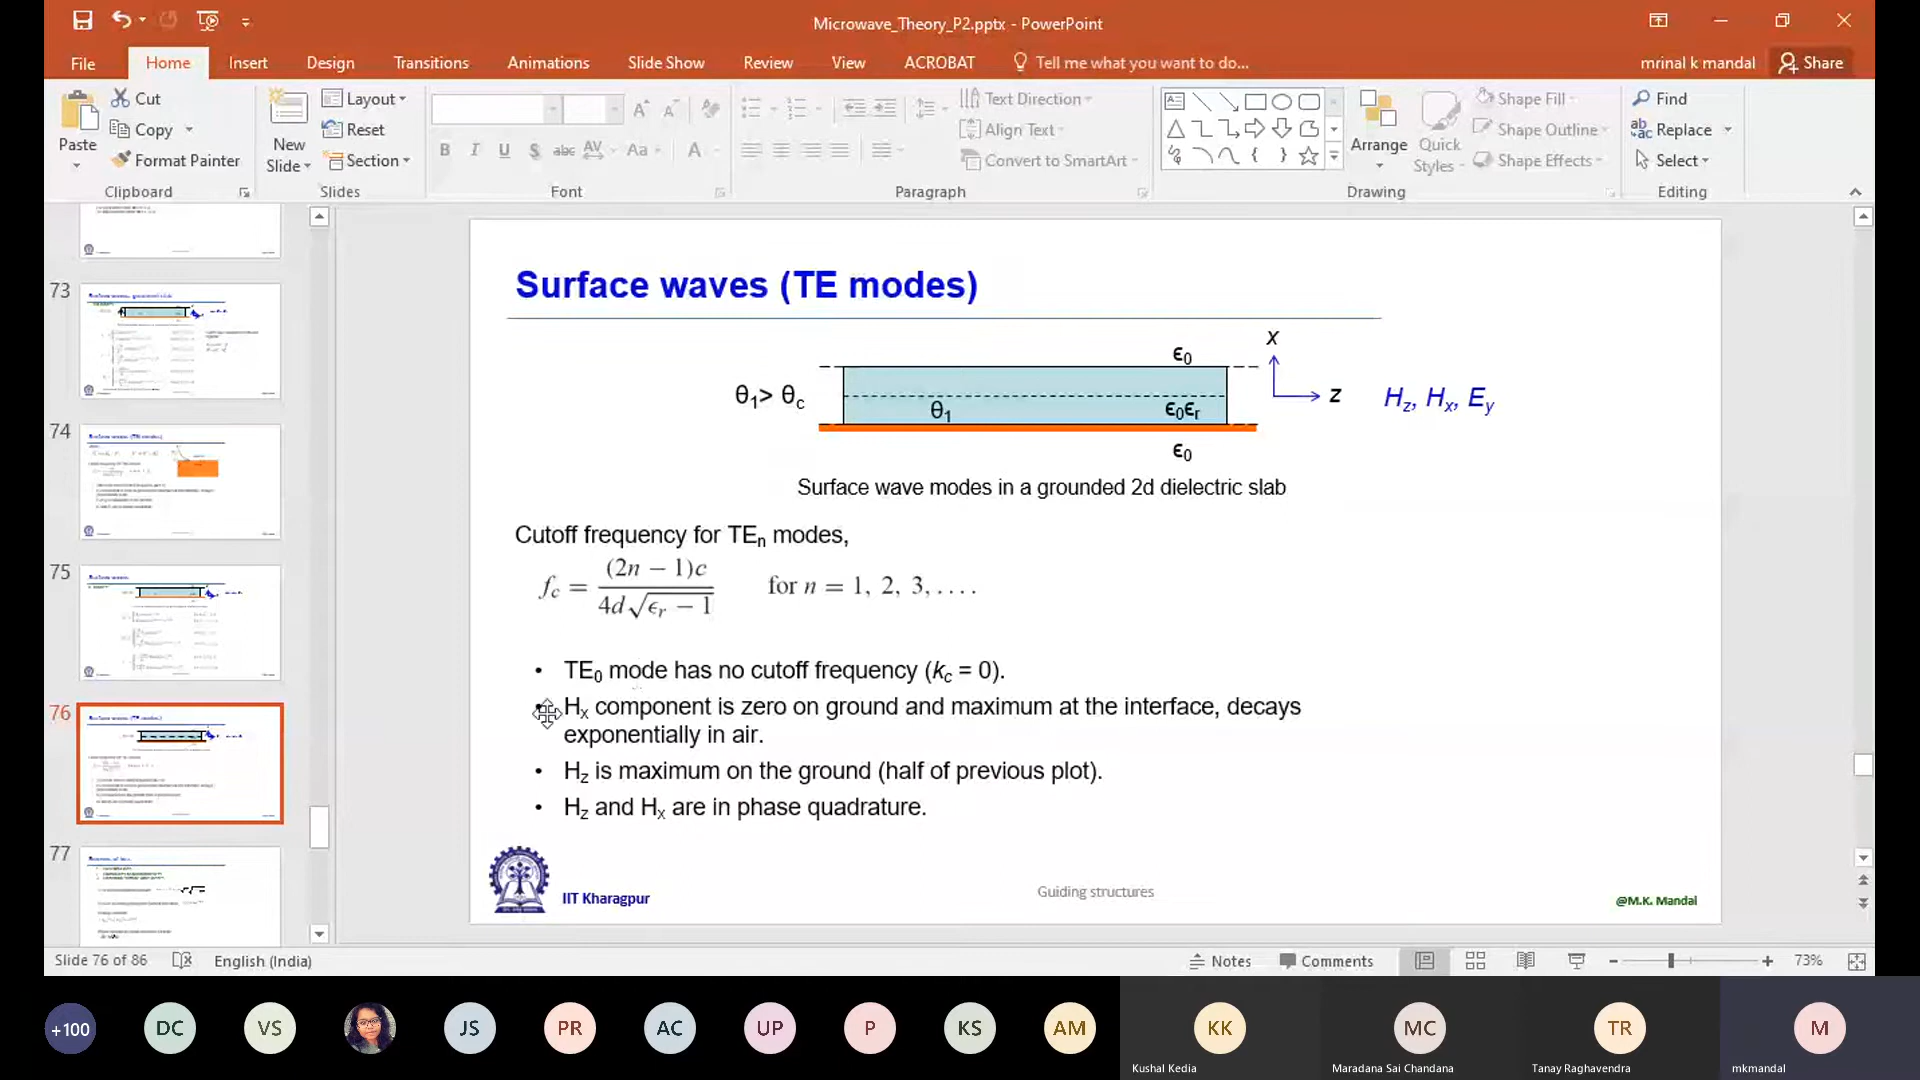 Microwave_Theory_P2.pptx - PowerPoint
File Home Insert Design Transitions Animations Slide Show Review View ACROBAT Tell me what you want to do... mrinal k mandal Share
Paste Cut Copy Format Painter Clipboard
New Slide Layout Reset Section Slides
B I U S abc AV Aa A Font
Text Direction Align Text Convert to SmartArt Paragraph
Arrange Quick Styles Shape Fill Shape Outline Shape Effects Drawing
Find Replace Select Editing
73
74
75
76
77
Surface waves (TE modes)
x
ϵ0
θ1> θc
θ1
ϵ0ϵr
z
Hz, Hx, Ey
ϵ0
Surface wave modes in a grounded 2d dielectric slab
Cutoff frequency for TEn modes,
fc = (2n − 1)c / 4d√(ϵr − 1) for n = 1, 2, 3, . . . .
• TE0 mode has no cutoff frequency (kc = 0).
• Hx component is zero on ground and maximum at the interface, decays
exponentially in air.
• Hz is maximum on the ground (half of previous plot).
• Hz and Hx are in phase quadrature.
IIT Kharagpur
Guiding structures
@M.K. Mandal
Slide 76 of 86 English (India) Notes Comments 73%
+100 DC VS JS PR AC UP P KS AM KK MC TR M
Kushal Kedia Maradana Sai Chandana Tanay Raghavendra mkmandal